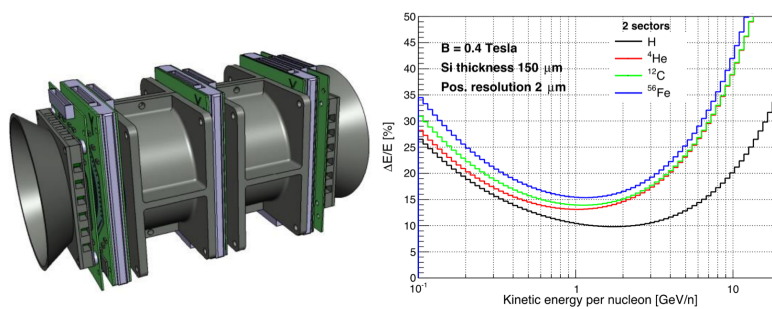 50
45
40
35
30
25
20
15
10
5
0
ΔE/E [%]
B = 0.4 Tesla
Si thickness 150 μm
Pos. resolution 2 μm
2 sectors
H
⁴He
¹²C
⁵⁶Fe
10⁻¹ 1 10
Kinetic energy per nucleon [GeV/n]